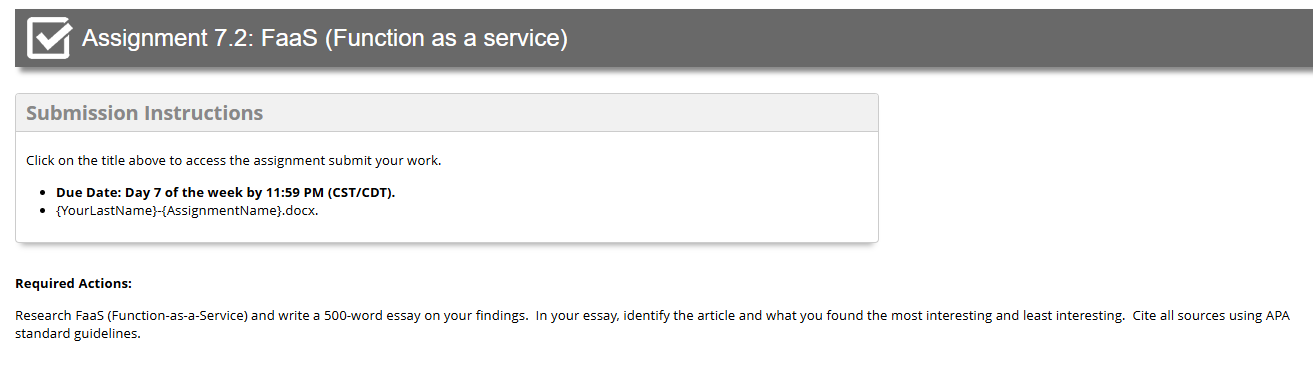 Assignment 7.2: FaaS (Function as a service)
Submission Instructions
Click on the title above to access the assignment submit your work.
• Due Date: Day 7 of the week by 11:59 PM (CST/CDT).
• {YourLastName}-{AssignmentName}.docx.
Required Actions:
Research FaaS (Function-as-a-Service) and write a 500-word essay on your findings.  In your essay, identify the article and what you found the most interesting and least interesting.  Cite all sources using APA
standard guidelines.